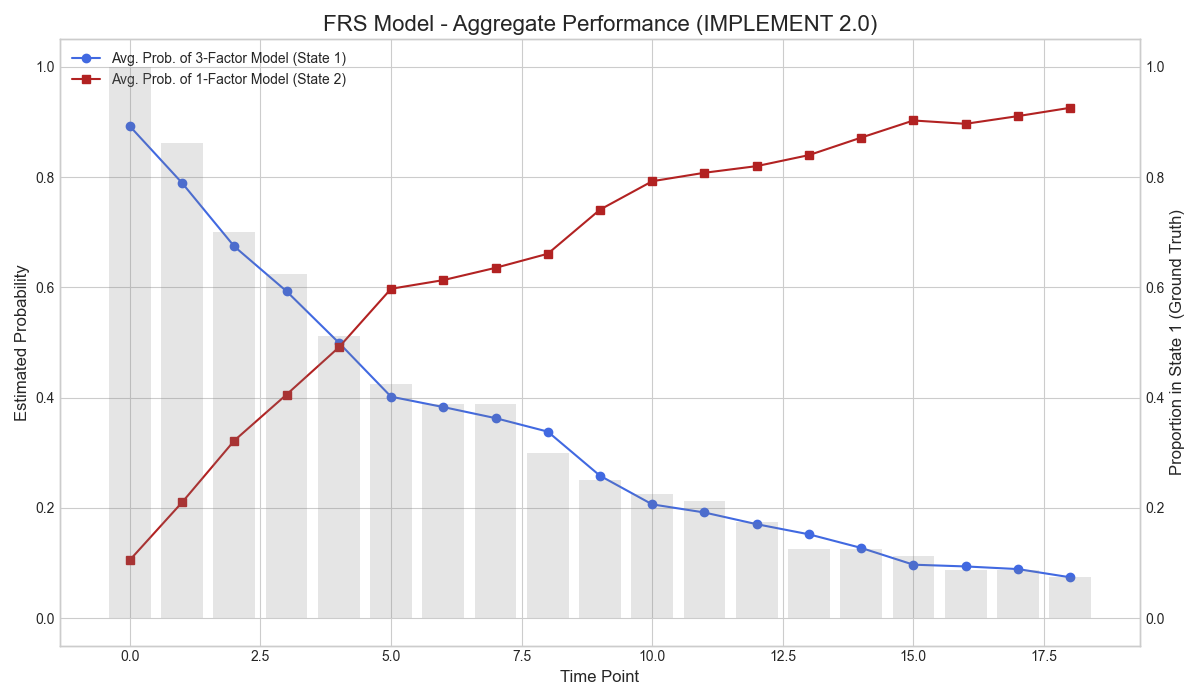 FRS Model - Aggregate Performance (IMPLEMENT 2.0)
Avg. Prob. of 3-Factor Model (State 1)
Avg. Prob. of 1-Factor Model (State 2)
Estimated Probability
1.0
0.8
0.6
0.4
0.2
0.0
1.0
0.8
0.6
0.4
0.2
0.0
Proportion in State 1 (Ground Truth)
0.0 2.5 5.0 7.5 10.0 12.5 15.0 17.5
Time Point